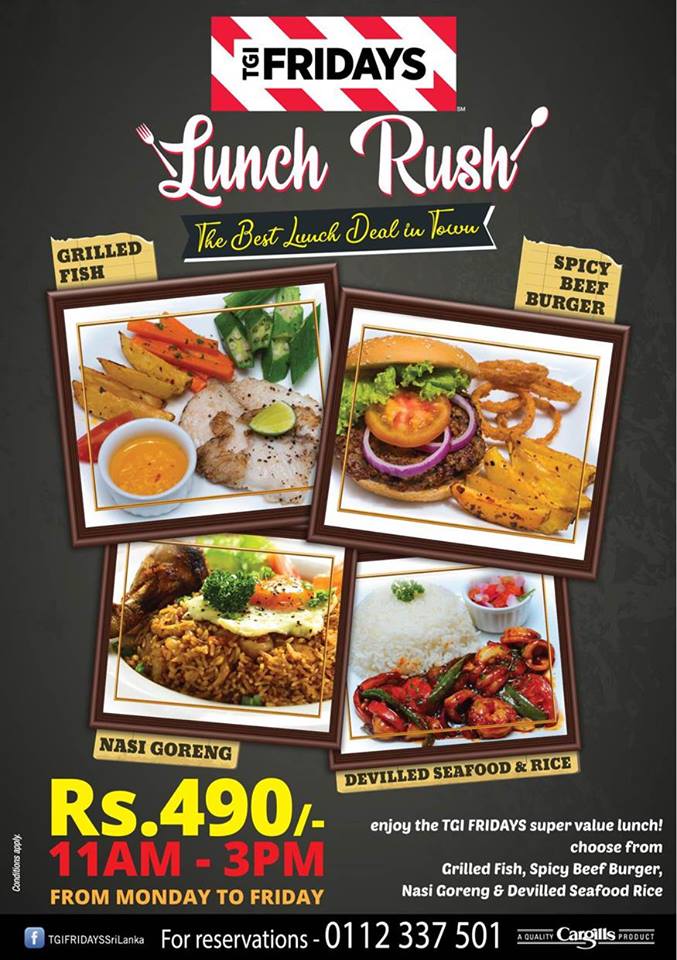 TGI FRIDAYS
SM
Lunch Rush
The Best Lunch Deal in Town
GRILLED
FISH
SPICY
BEEF
BURGER
NASI GORENG
DEVILLED SEAFOOD & RICE
Rs.490/-
11AM - 3PM
FROM MONDAY TO FRIDAY
enjoy the TGI FRIDAYS super value lunch!
choose from
Grilled Fish, Spicy Beef Burger,
Nasi Goreng & Devilled Seafood Rice
Conditions apply.
f TGIFRIDAYSSriLanka
For reservations - 0112 337 501
A QUALITY Cargills PRODUCT